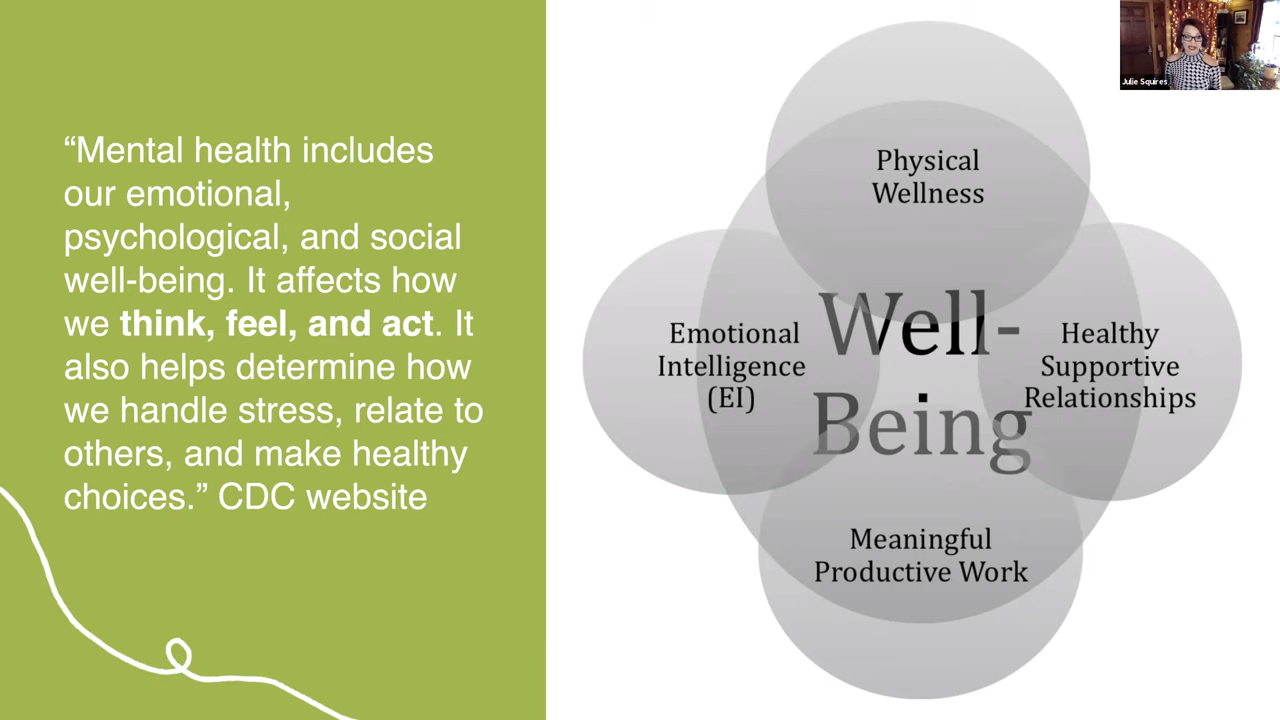 “Mental health includes
our emotional,
psychological, and social
well-being. It affects how
we think, feel, and act. It
also helps determine how
we handle stress, relate to
others, and make healthy
choices.” CDC website
Physical
Wellness
Emotional
Intelligence
(EI)
Well-
Being
Healthy
Supportive
Relationships
Meaningful
Productive Work
Julie Squires